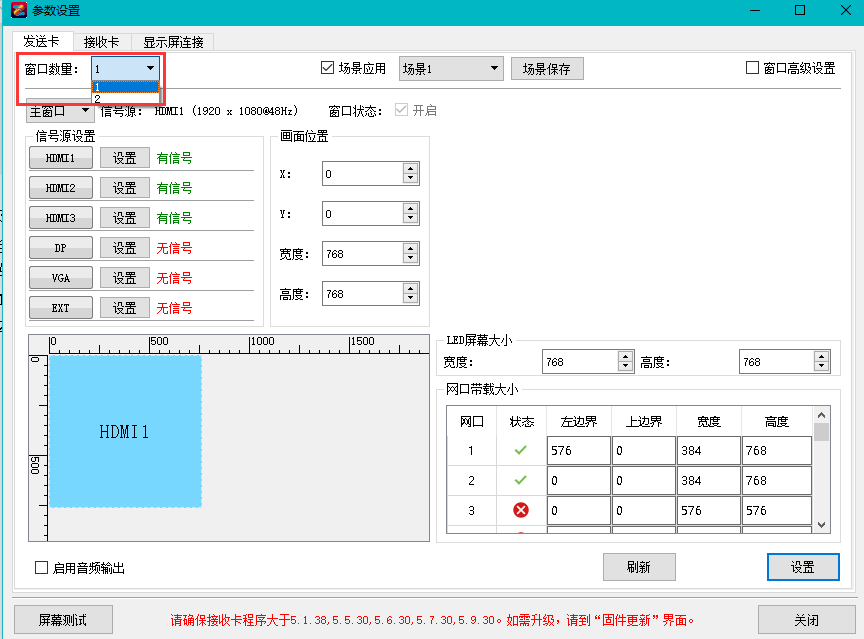 参数设置
发送卡 接收卡 显示屏连接
窗口数量： 1 场景应用 场景1 场景保存 窗口高级设置
1
2
主窗口 信号源： HDMI1 (1920 x 1080@48Hz) 窗口状态： 开启
信号源设置 画面位置
HDMI1 设置 有信号
HDMI2 设置 有信号
HDMI3 设置 有信号
DP 设置 无信号
VGA 设置 无信号
EXT 设置 无信号
X： 0
Y： 0
宽度： 768
高度： 768
0 500 1000 1500
0
500
HDMI1
LED屏幕大小
宽度： 768 高度： 768
网口带载大小
网口 状态 左边界 上边界 宽度 高度
1 576 0 384 768
2 0 0 384 768
3 0 0 576 576
启用音频输出 刷新 设置
屏幕测试 请确保接收卡程序大于5.1.38,5.5.30,5.6.30,5.7.30,5.9.30。如需升级，请到“固件更新”界面。 关闭